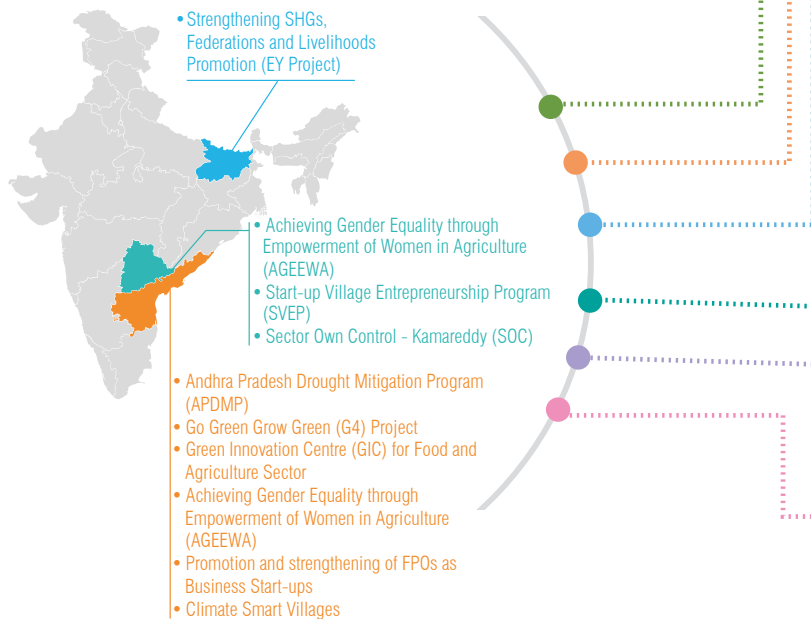 • Strengthening SHGs,
Federations and Livelihoods
Promotion (EY Project)
• Achieving Gender Equality through
Empowerment of Women in Agriculture
(AGEEWA)
• Start-up Village Entrepreneurship Program
(SVEP)
• Sector Own Control - Kamareddy (SOC)
• Andhra Pradesh Drought Mitigation Program
(APDMP)
• Go Green Grow Green (G4) Project
• Green Innovation Centre (GIC) for Food and
Agriculture Sector
• Achieving Gender Equality through
Empowerment of Women in Agriculture
(AGEEWA)
• Promotion and strengthening of FPOs as
Business Start-ups
• Climate Smart Villages